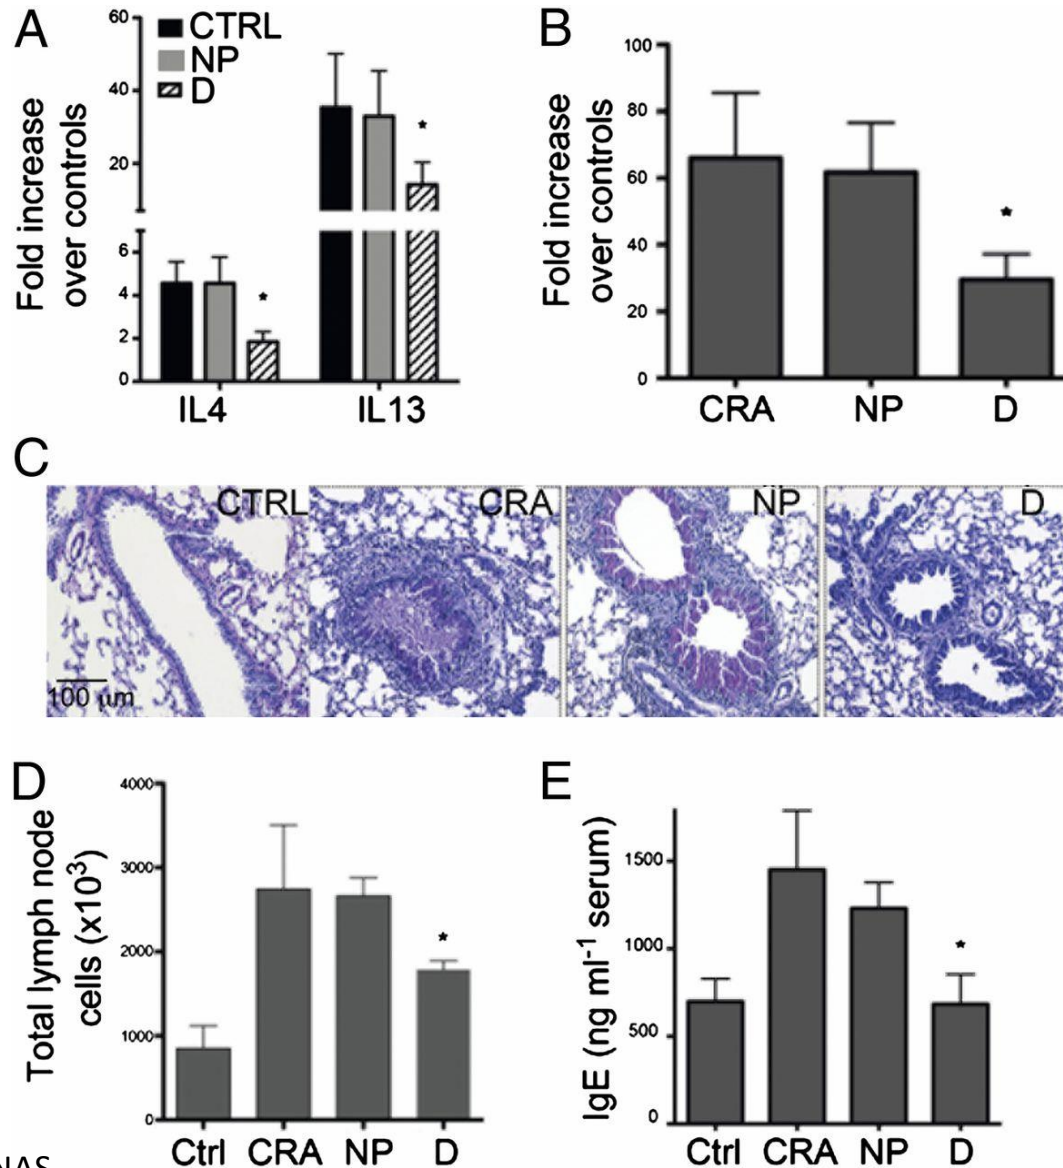 A
60
40
20
6
4
2
0
Fold increase
over controls
CTRL
NP
D
*
*
IL4 IL13
B
100
80
60
40
20
0
Fold increase
over controls
*
CRA NP D
C
CTRL CRA NP D
100 µm
D
4000
3000
2000
1000
0
Total lymph node
cells (x10³)
*
Ctrl CRA NP D
E
1500
1000
500
0
IgE (ng ml⁻¹ serum)
*
Ctrl CRA NP D